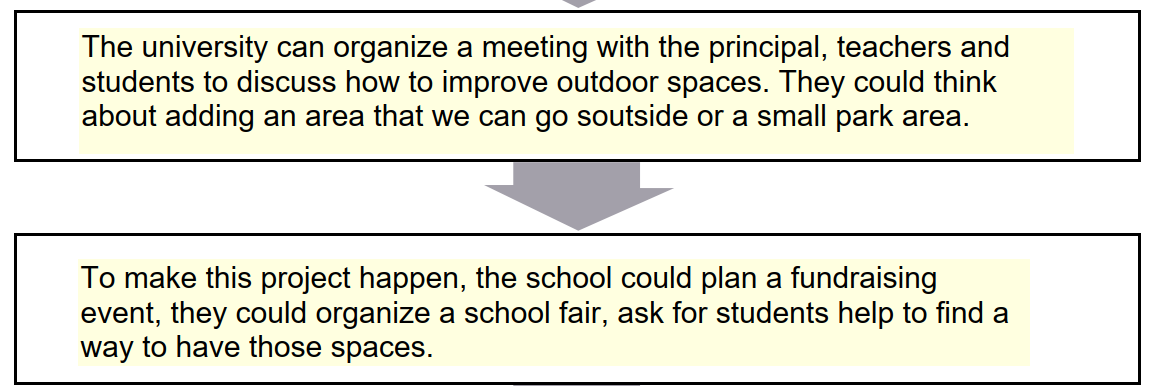 The university can organize a meeting with the principal, teachers and
students to discuss how to improve outdoor spaces. They could think
about adding an area that we can go soutside or a small park area.
To make this project happen, the school could plan a fundraising
event, they could organize a school fair, ask for students help to find a
way to have those spaces.